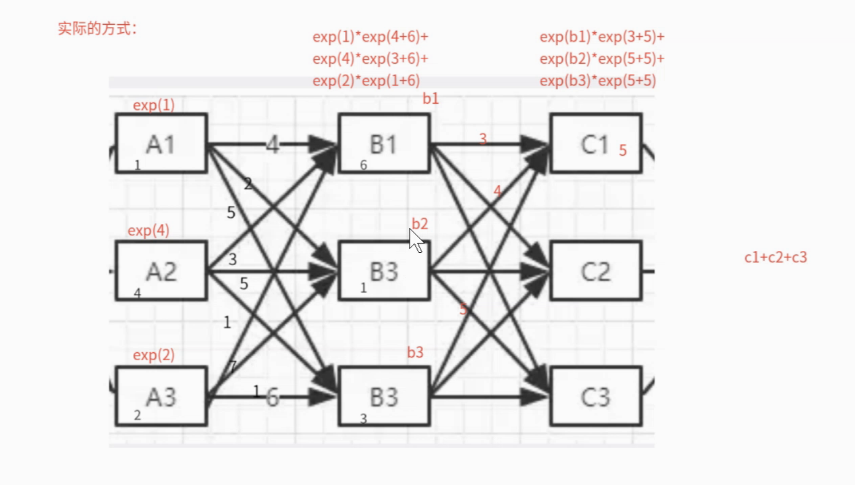 实际的方式:
exp(1)*exp(4+6)+
exp(4)*exp(3+6)+
exp(2)*exp(1+6)
exp(b1)*exp(3+5)+
exp(b2)*exp(5+5)+
exp(b3)*exp(5+5)
b1
exp(1)
A1
1
4
B1
6
3
C1
5
2
4
5
b2
exp(4)
A2
4
3
5
B3
1
C2
c1+c2+c3
5
1
b3
exp(2)
7
A3
2
1
6
B3
3
C3